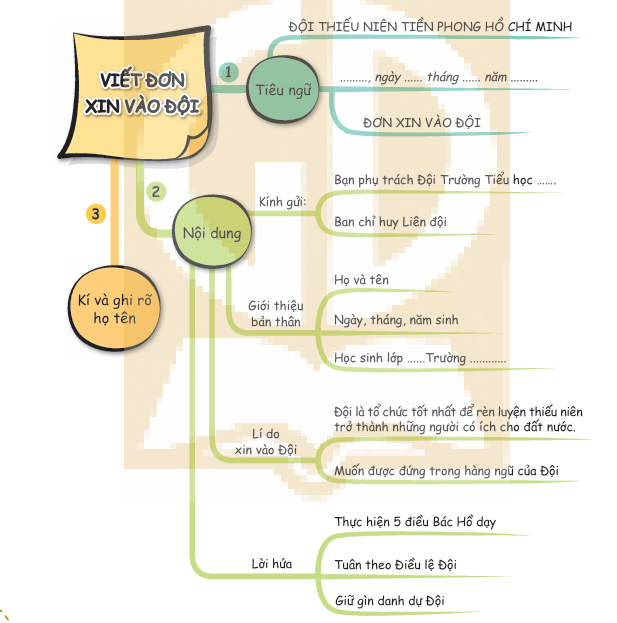 VIẾT ĐƠN
XIN VÀO ĐỘI
1
Tiêu ngữ
ĐỘI THIẾU NIÊN TIỀN PHONG HỒ CHÍ MINH
........., ngày ...... tháng ...... năm .........
ĐƠN XIN VÀO ĐỘI
2
Nội dung
Kính gửi:
Bạn phụ trách Đội Trường Tiểu học .......
Ban chỉ huy Liên đội
Giới thiệu
bản thân
Họ và tên
Ngày, tháng, năm sinh
Học sinh lớp ......Trường ............
Lí do
xin vào Đội
Đội là tổ chức tốt nhất để rèn luyện thiếu niên
trở thành những người có ích cho đất nước.
Muốn được đứng trong hàng ngũ của Đội
Lời hứa
Thực hiện 5 điều Bác Hồ dạy
Tuân theo Điều lệ Đội
Giữ gìn danh dự Đội
3
Kí và ghi rõ
họ tên